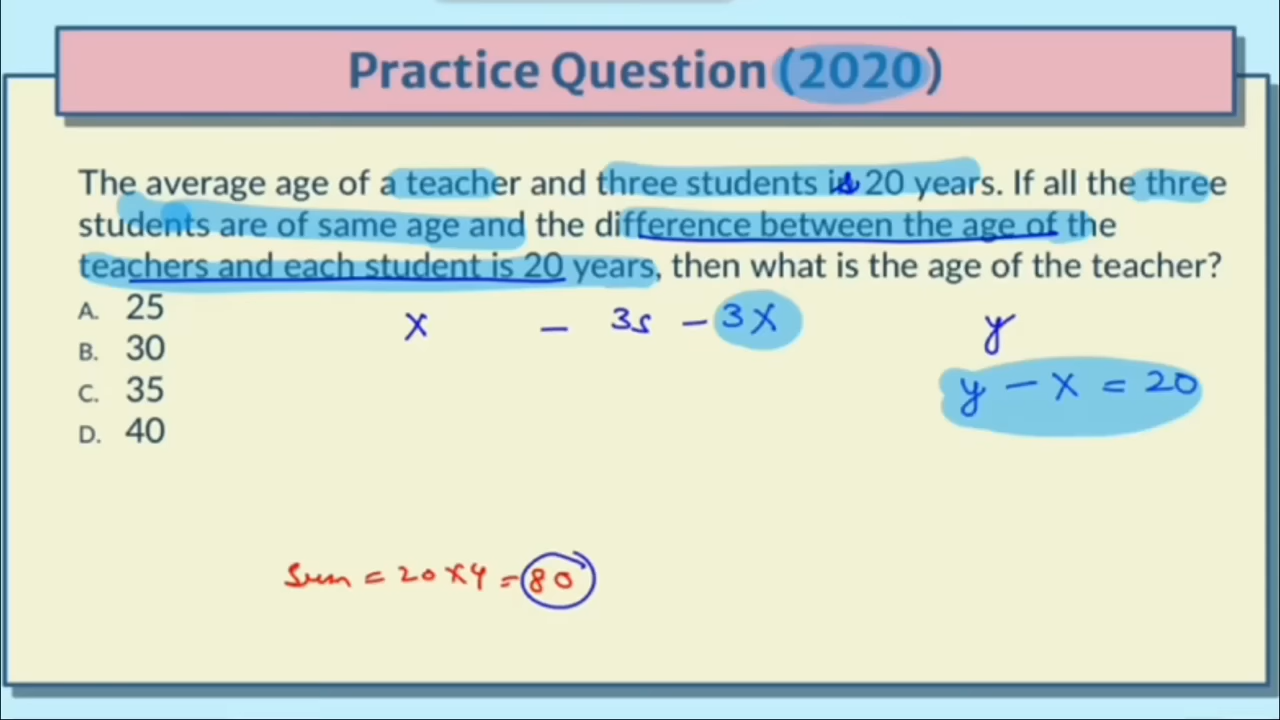 Practice Question (2020)
The average age of a teacher and three students is 20 years. If all the three
students are of same age and the difference between the age of the
teachers and each student is 20 years, then what is the age of the teacher?
A. 25
B. 30
C. 35
D. 40
x - 3s - 3x
y
y - x = 20
Sum = 20 x 4 = 80